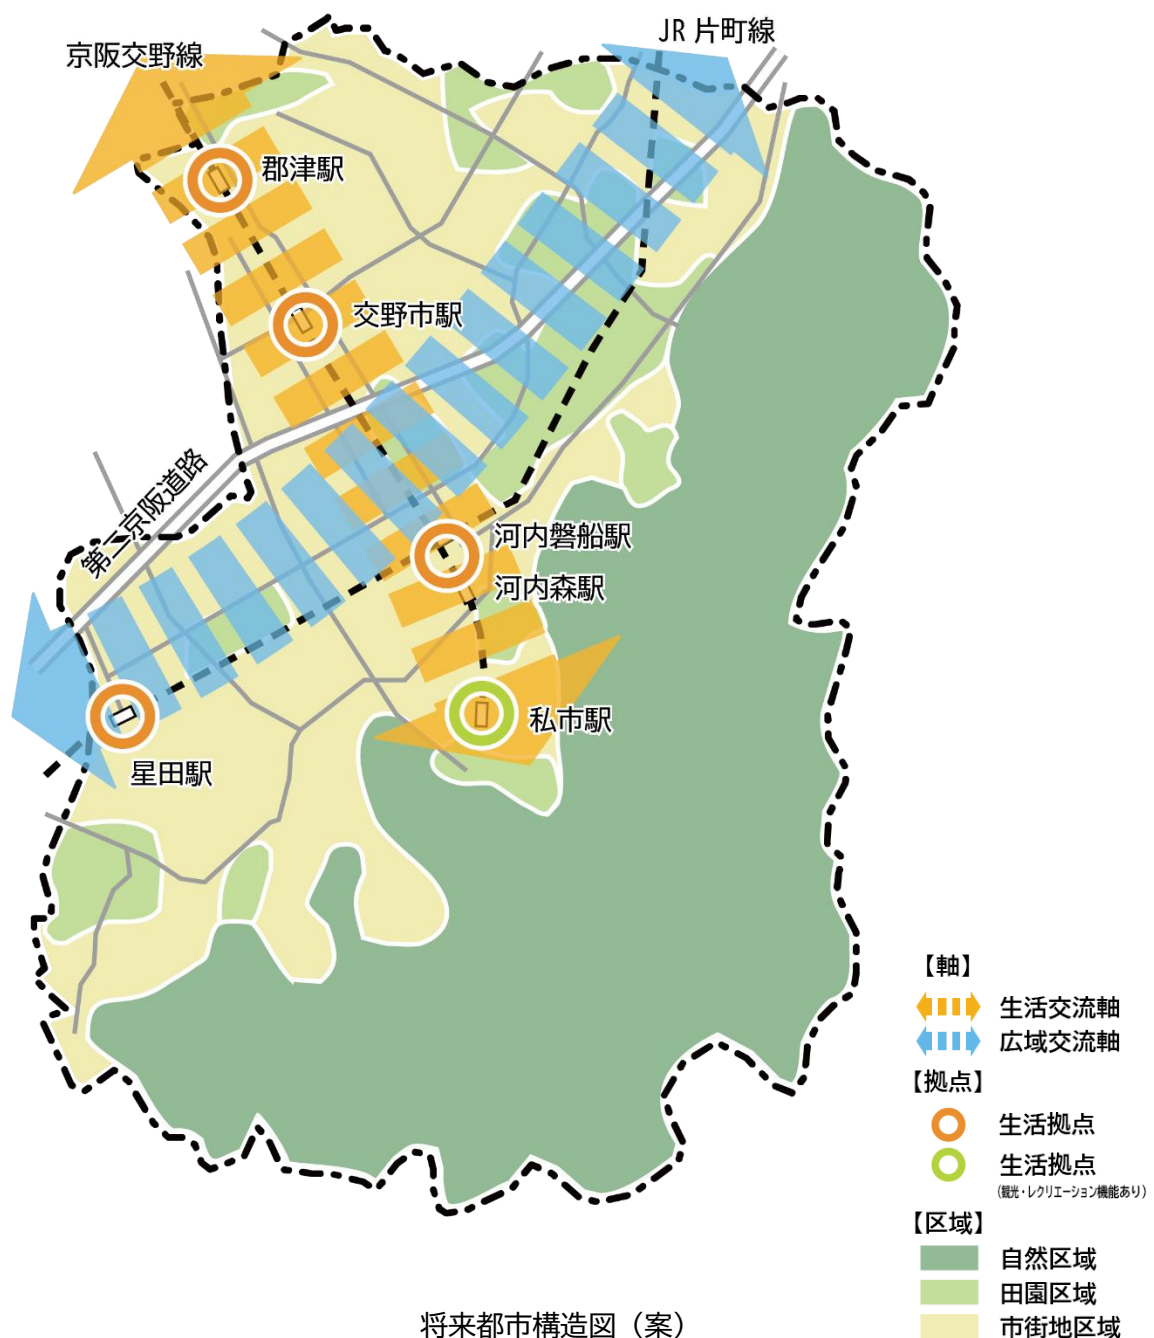 JR 片町線
京阪交野線
郡津駅
交野市駅
第二京阪道路
河内磐船駅
河内森駅
私市駅
星田駅
【軸】
生活交流軸
広域交流軸
【拠点】
生活拠点
生活拠点
(観光・レクリエーション機能あり)
【区域】
自然区域
田園区域
市街地区域
将来都市構造図（案）